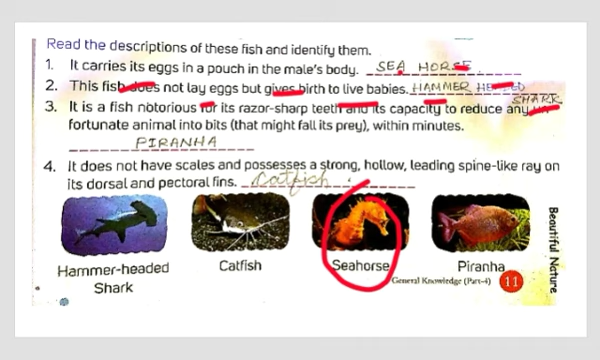 Read the descriptions of these fish and identify them.
1. It carries its eggs in a pouch in the male's body. SEA HORSE
2. This fish does not lay eggs but gives birth to live babies. HAMMER HEADED
SHARK
3. It is a fish notorious for its razor-sharp teeth and its capacity to reduce any
fortunate animal into bits (that might fall its prey), within minutes.
PIRANHA
4. It does not have scales and possesses a strong, hollow, leading spine-like ray on
its dorsal and pectoral fins. Catfish.
Hammer-headed
Shark
Catfish
Seahorse
Piranha
General Knowledge (Part-4) 11
Beautiful Nature